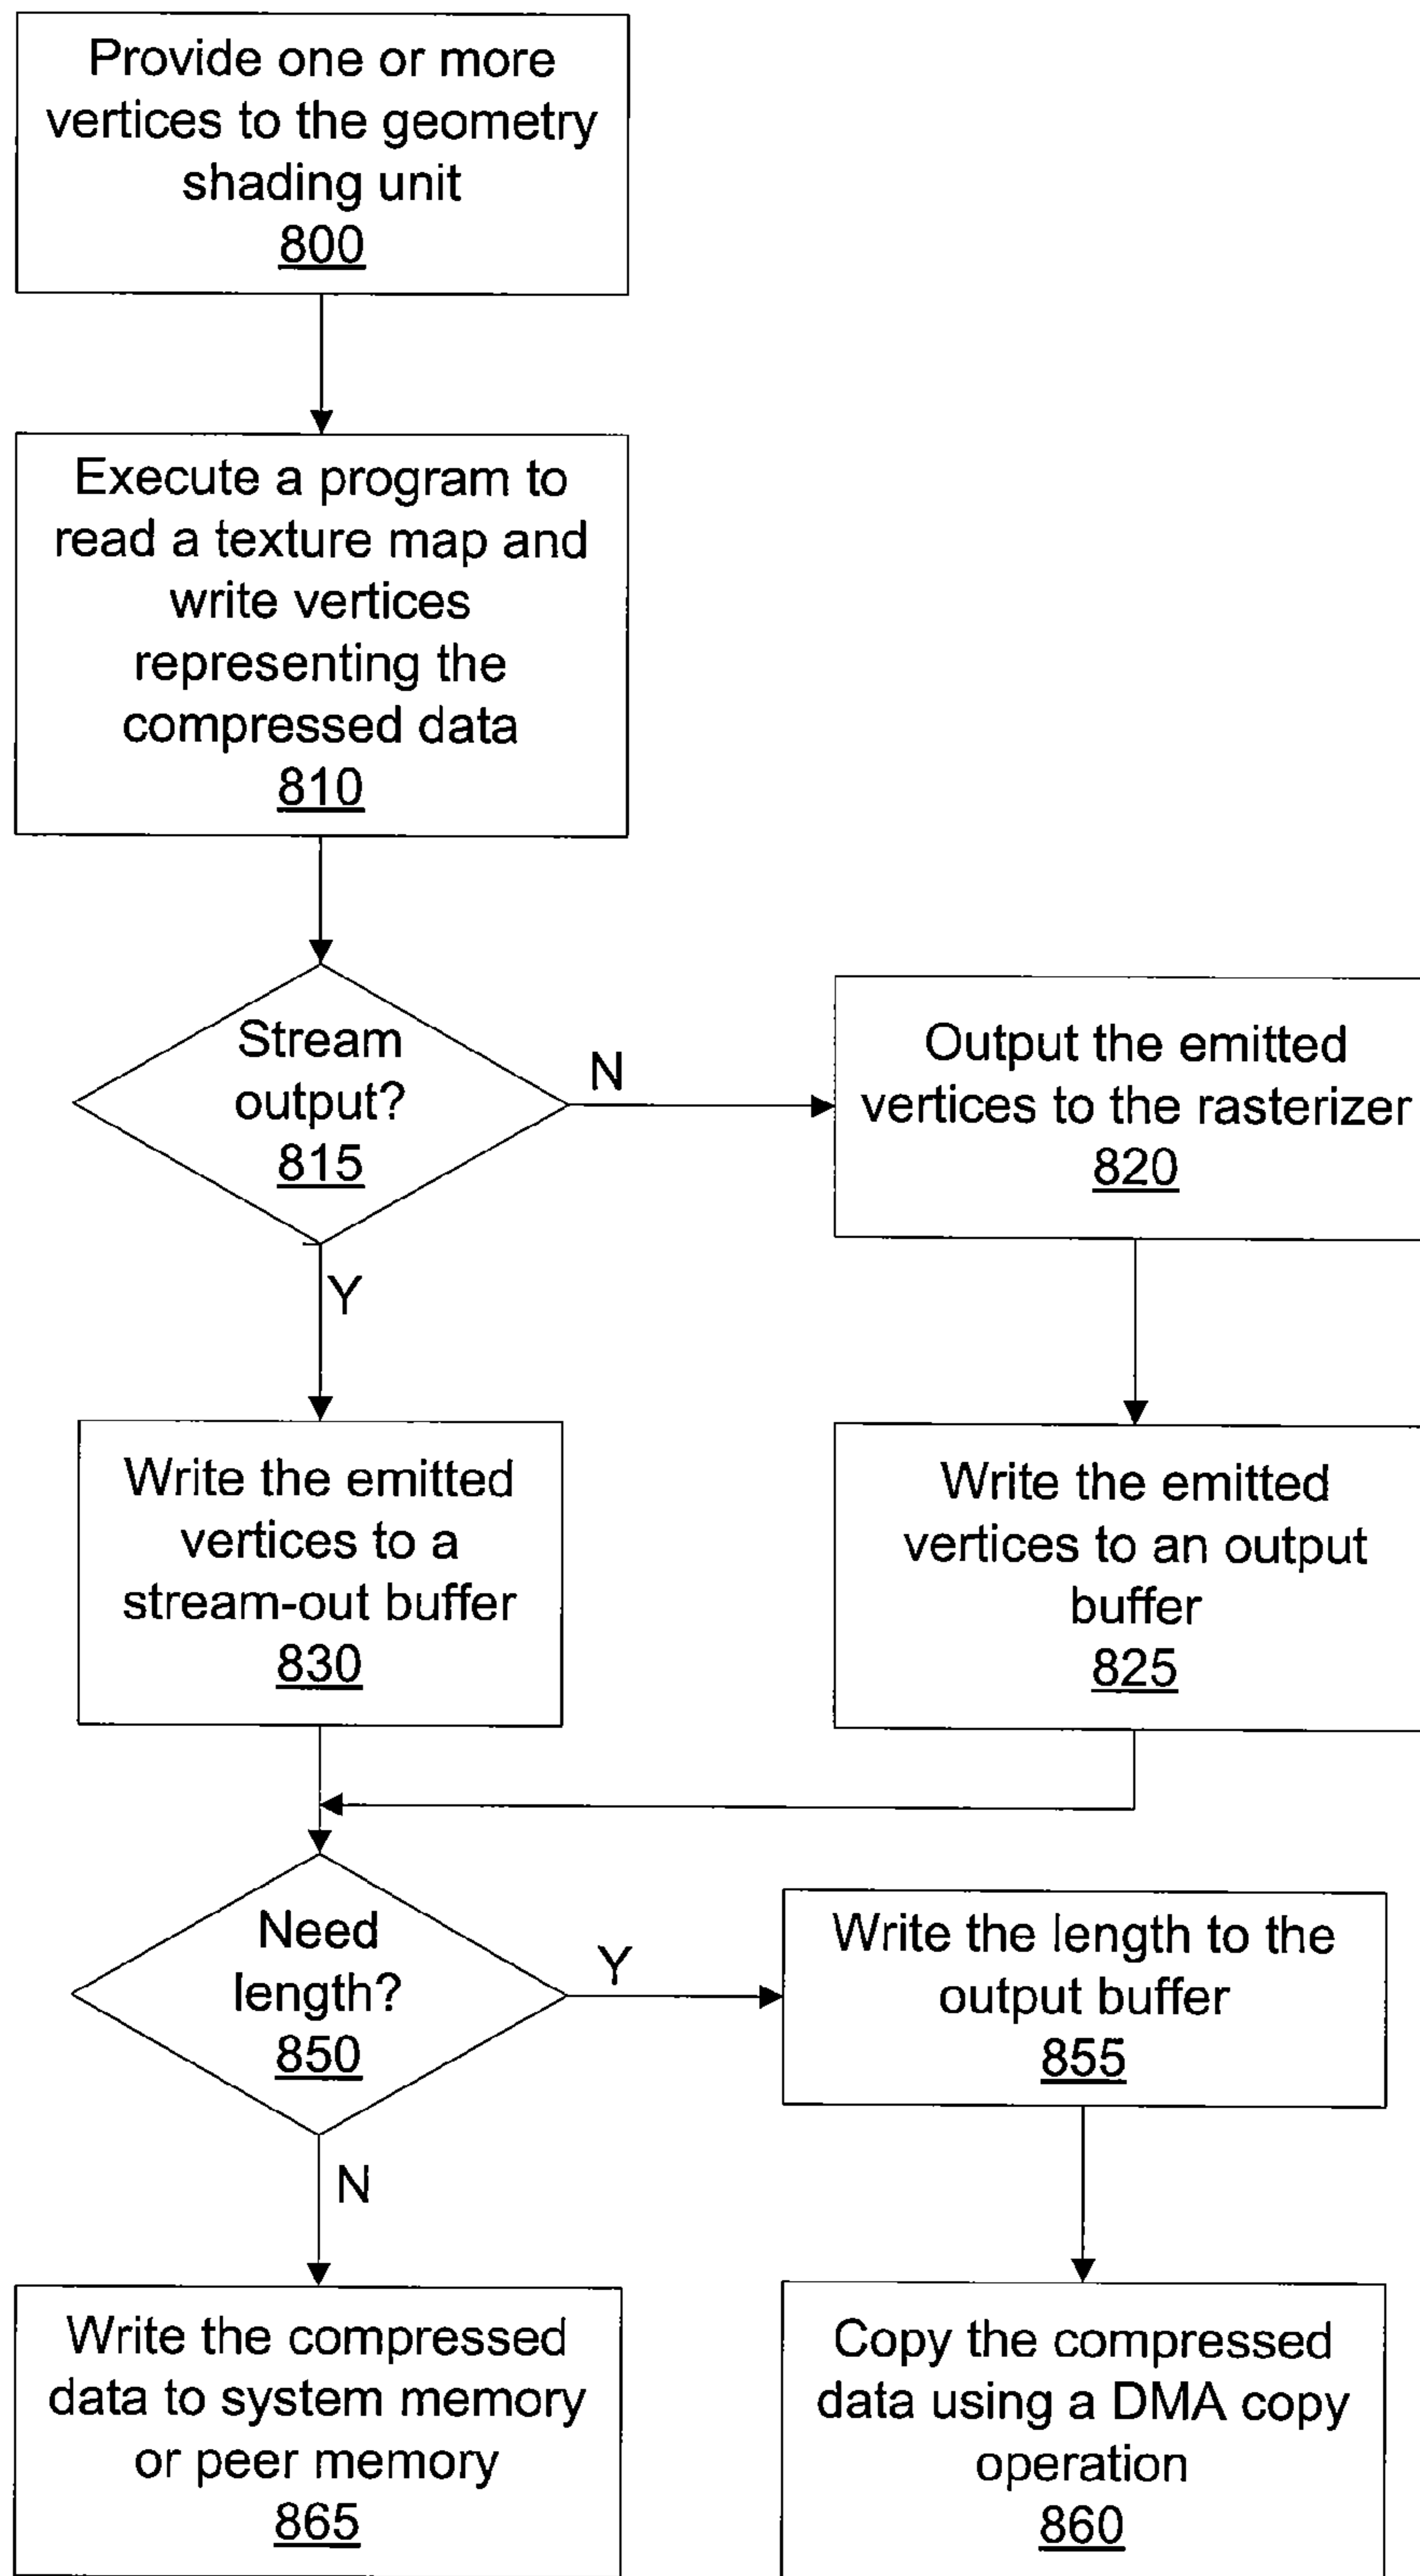 Provide one or more
vertices to the geometry
shading unit
800
Execute a program to
read a texture map and
write vertices
representing the
compressed data
810
Stream
output?
815
N
Output the emitted
vertices to the rasterizer
820
Y
Write the emitted
vertices to a
stream-out buffer
830
Write the emitted
vertices to an output
buffer
825
Need
length?
850
Y
Write the length to the
output buffer
855
N
Write the compressed
data to system memory
or peer memory
865
Copy the compressed
data using a DMA copy
operation
860